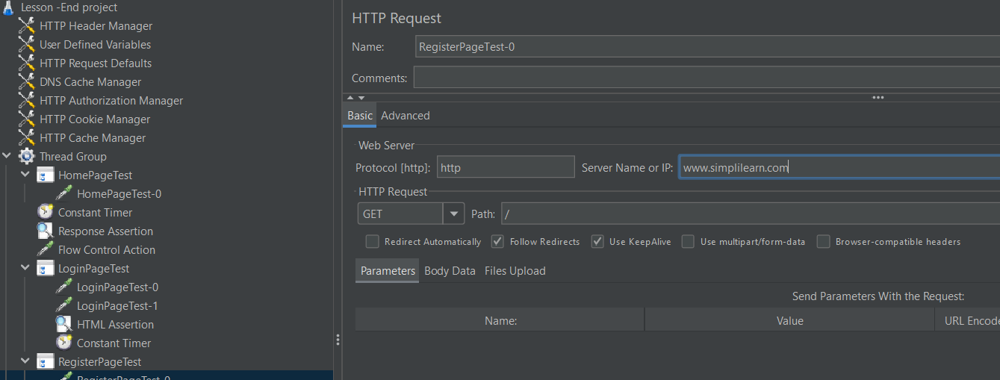 Lesson -End project
HTTP Header Manager
User Defined Variables
HTTP Request Defaults
DNS Cache Manager
HTTP Authorization Manager
HTTP Cookie Manager
HTTP Cache Manager
Thread Group
HomePageTest
HomePageTest-0
Constant Timer
Response Assertion
Flow Control Action
LoginPageTest
LoginPageTest-0
LoginPageTest-1
HTML Assertion
Constant Timer
RegisterPageTest
RegisterPageTest-0
HTTP Request
Name: RegisterPageTest-0
Comments:
Basic Advanced
Web Server
Protocol [http]: http Server Name or IP: www.simplilearn.com
HTTP Request
GET Path: /
Redirect Automatically Follow Redirects Use KeepAlive Use multipart/form-data Browser-compatible headers
Parameters Body Data Files Upload
Send Parameters With the Request:
Name: Value URL Encode